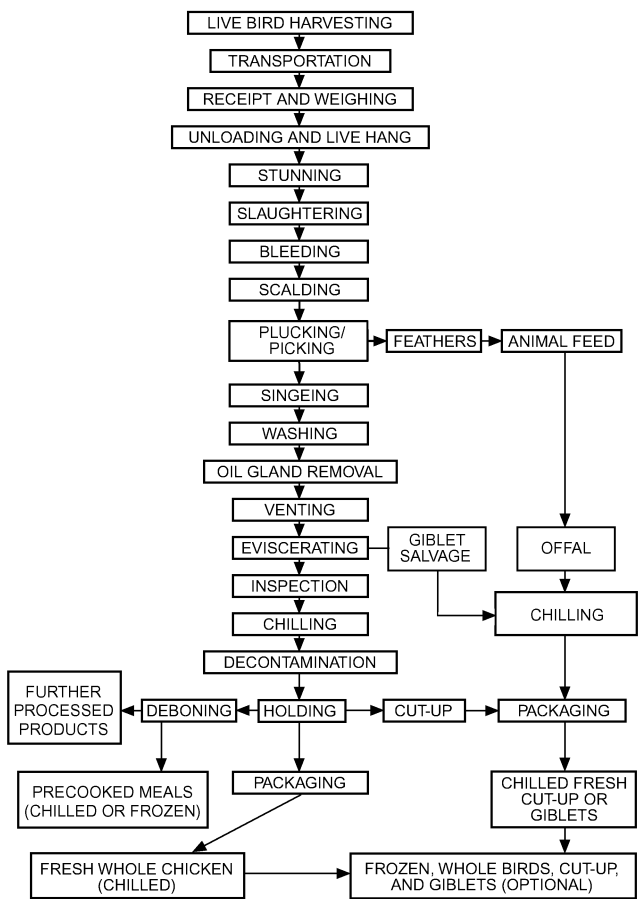 LIVE BIRD HARVESTING
TRANSPORTATION
RECEIPT AND WEIGHING
UNLOADING AND LIVE HANG
STUNNING
SLAUGHTERING
BLEEDING
SCALDING
PLUCKING/
PICKING
FEATHERS
ANIMAL FEED
SINGEING
WASHING
OIL GLAND REMOVAL
VENTING
EVISCERATING
GIBLET
SALVAGE
OFFAL
INSPECTION
CHILLING
CHILLING
DECONTAMINATION
FURTHER
PROCESSED
PRODUCTS
DEBONING
HOLDING
CUT-UP
PACKAGING
PRECOOKED MEALS
(CHILLED OR FROZEN)
PACKAGING
CHILLED FRESH
CUT-UP OR
GIBLETS
FRESH WHOLE CHICKEN
(CHILLED)
FROZEN, WHOLE BIRDS, CUT-UP,
AND GIBLETS (OPTIONAL)